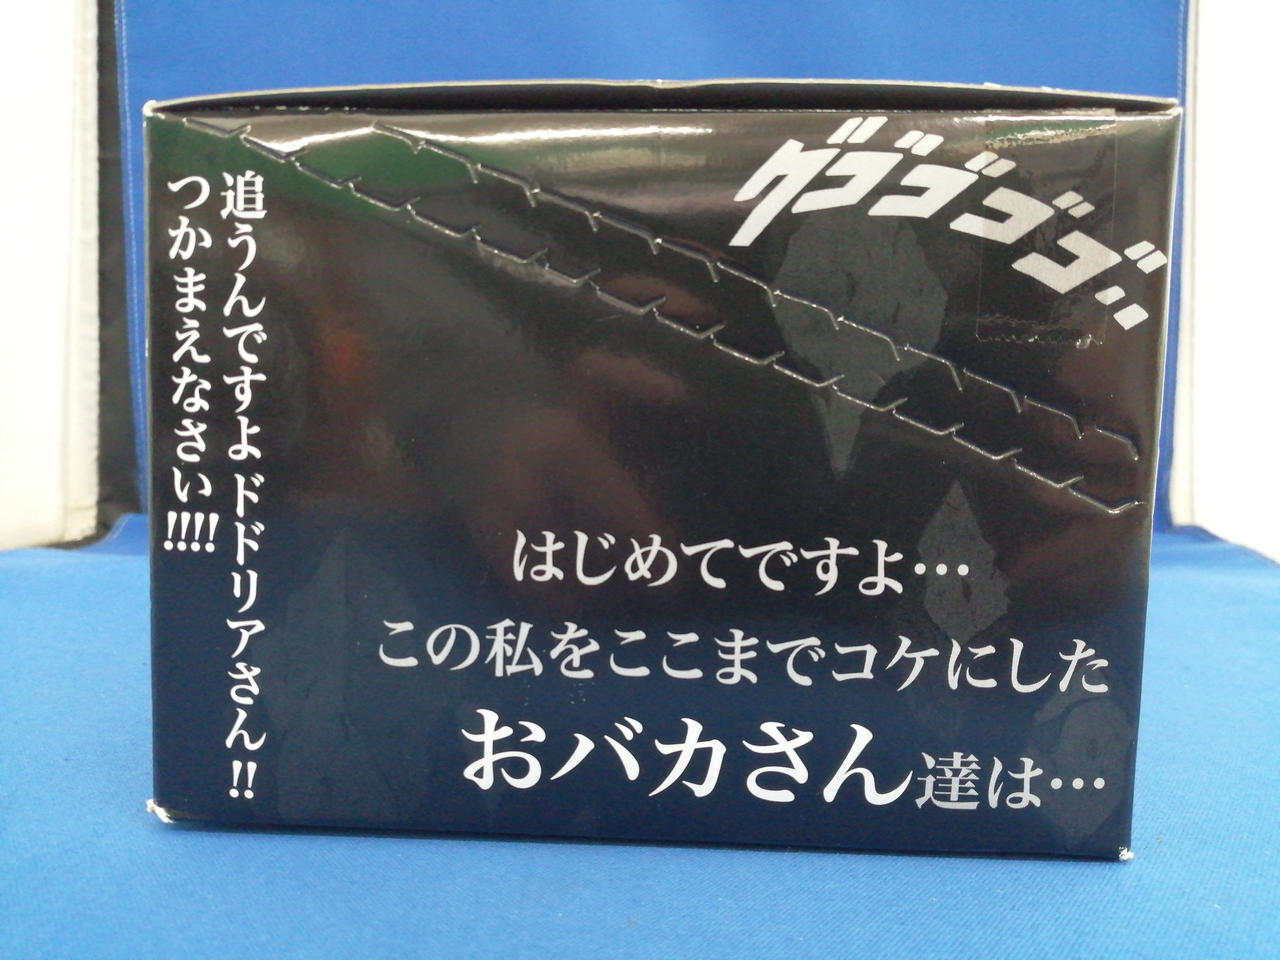 ゴゴゴゴゴ…
追うんですよドドリアさん!!
つかまえなさい!!!!
はじめてですよ…
この私をここまでコケにした
おバカさん達は…